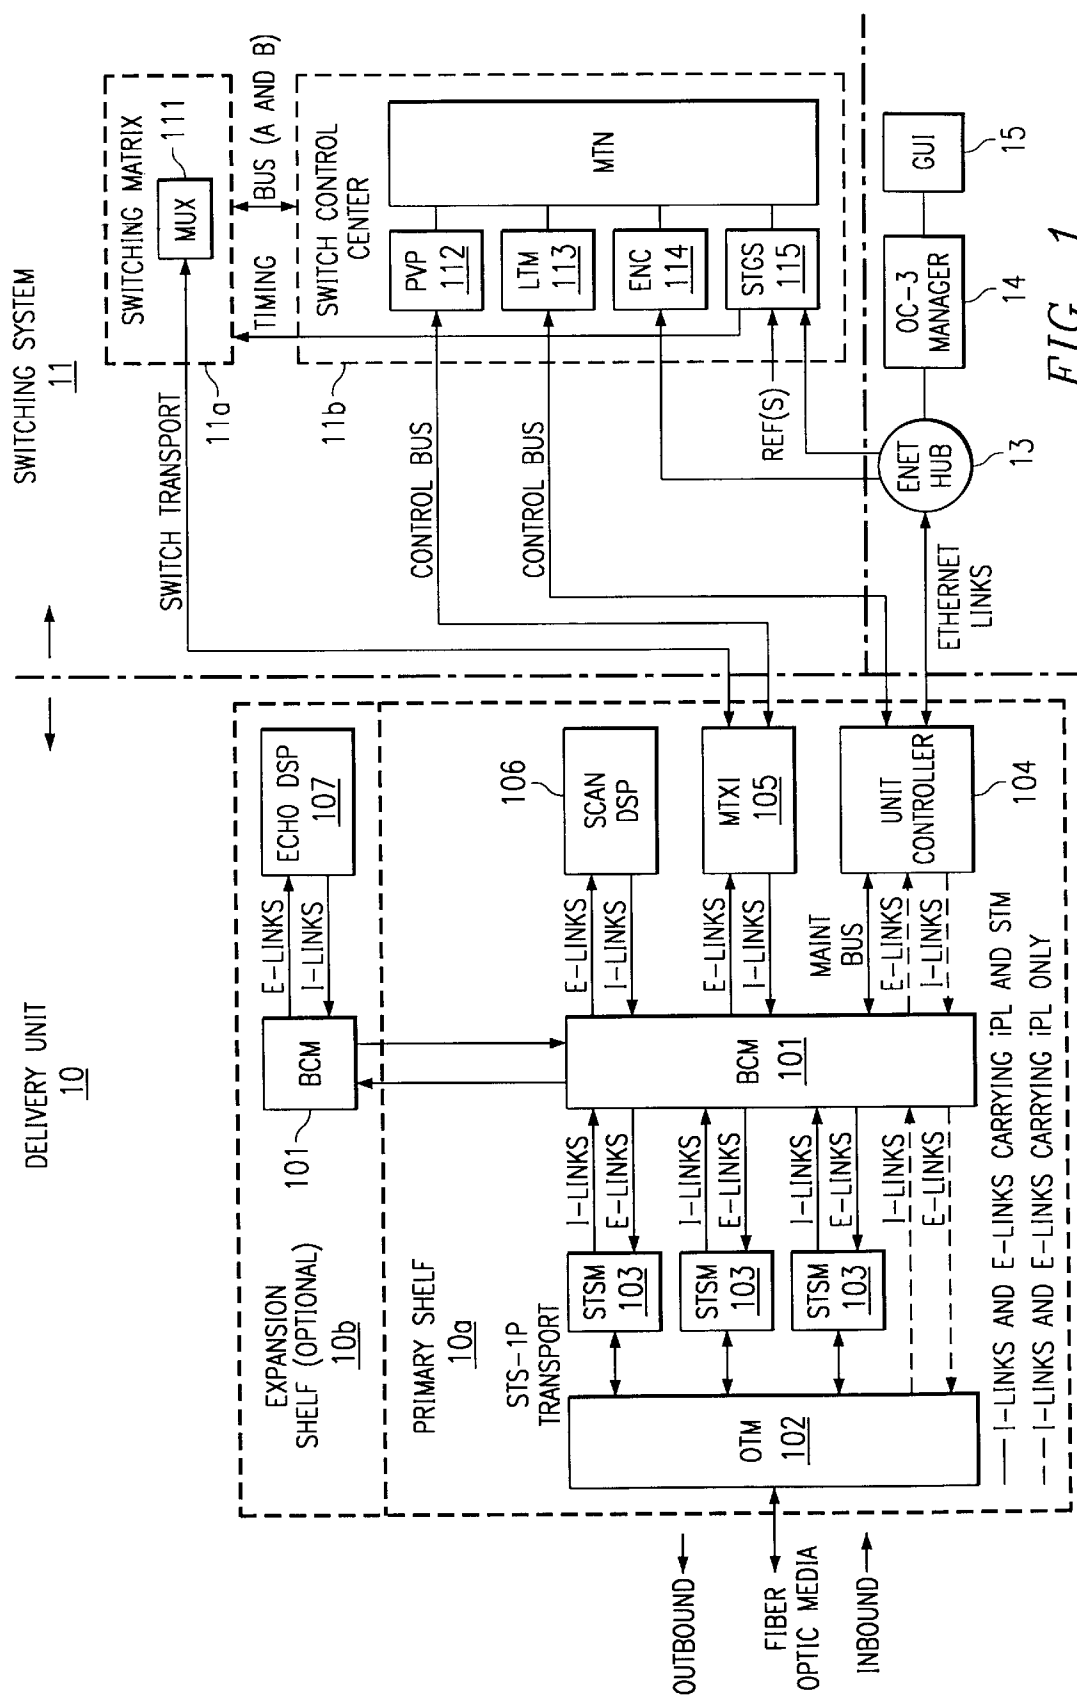 DELIVERY UNIT
10
SWITCHING SYSTEM
11
EXPANSION
SHELF (OPTIONAL)
10b
101
BCM
E-LINKS
I-LINKS
ECHO DSP
107
PRIMARY SHELF
10a
STS-1P
TRANSPORT
OTM
102
STSM
103
I-LINKS
E-LINKS
STSM
103
I-LINKS
E-LINKS
STSM
103
I-LINKS
E-LINKS
I-LINKS
E-LINKS
BCM
101
E-LINKS
I-LINKS
SCAN
DSP
106
E-LINKS
I-LINKS
MTXI
105
MAINT
BUS
E-LINKS
I-LINKS
UNIT
CONTROLLER
104
I-LINKS AND E-LINKS CARRYING iPL AND STM
I-LINKS AND E-LINKS CARRYING iPL ONLY
OUTBOUND
FIBER
OPTIC MEDIA
INBOUND
SWITCH TRANSPORT
11a
SWITCHING MATRIX
MUX
111
TIMING
BUS (A AND B)
11b
SWITCH CONTROL
CENTER
CONTROL BUS
PVP
112
CONTROL BUS
LTM
113
ENC
114
REF(S)
STGS
115
MTN
ETHERNET
LINKS
ENET
HUB
13
OC-3
MANAGER
14
GUI
15
FIG. 1